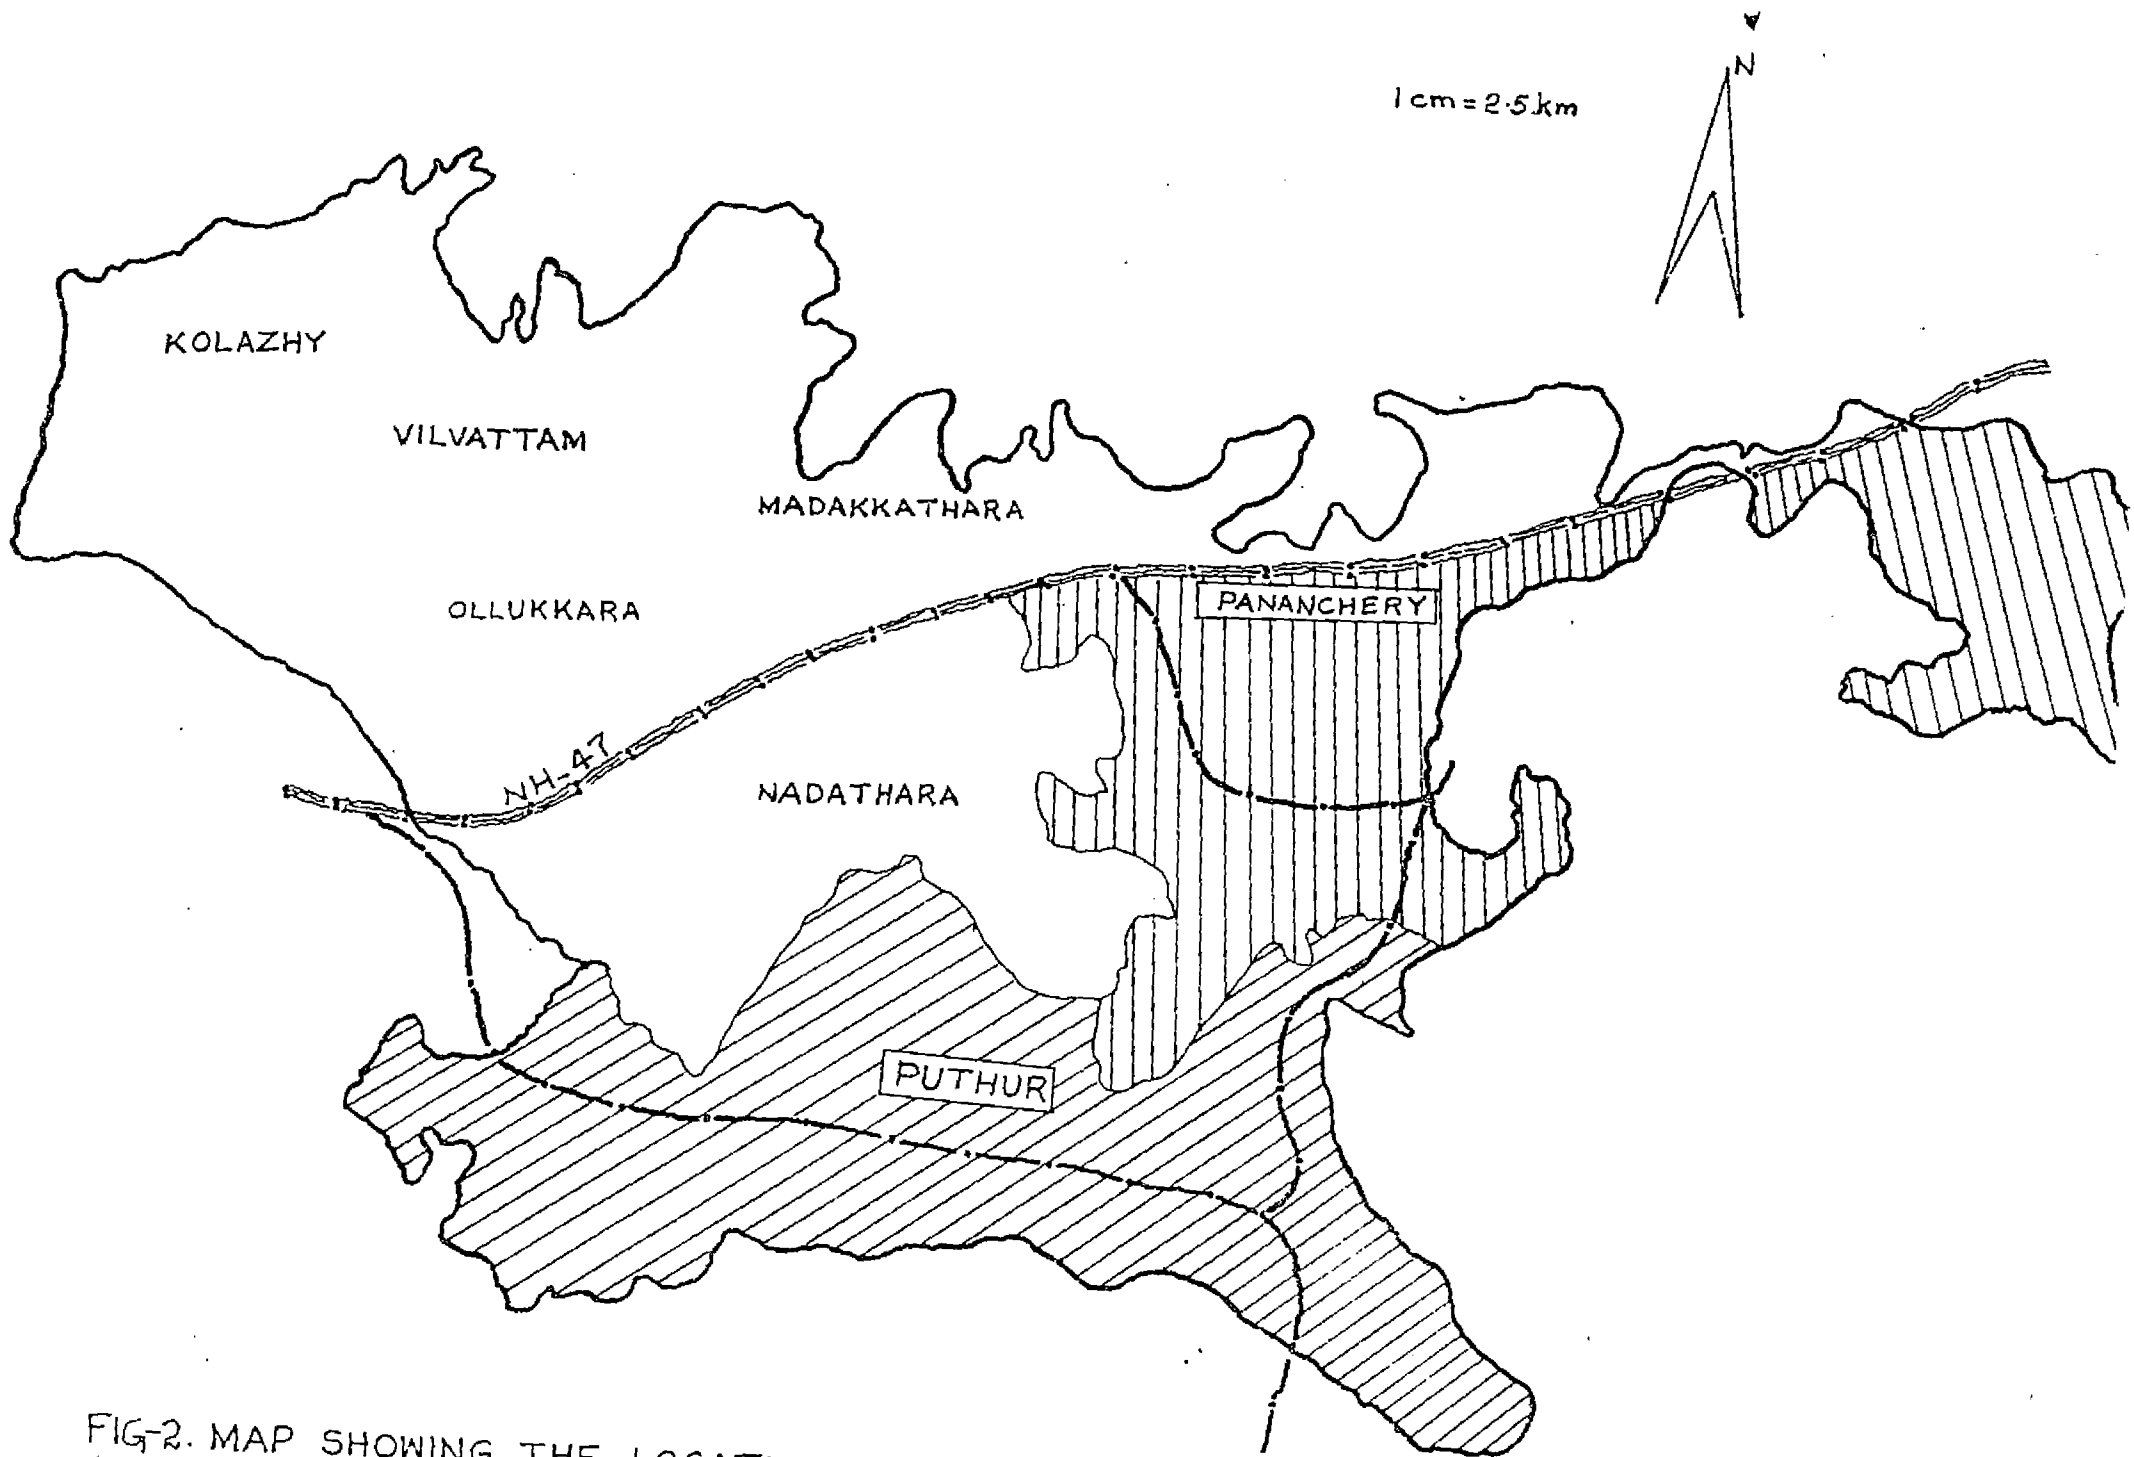 N
1 cm = 2.5 km
KOLAZHY
VILVATTAM
MADAKKATHARA
OLLUKKARA
PANANCHERY
NH-47
NADATHARA
PUTHUR
FIG-2. MAP SHOWING THE